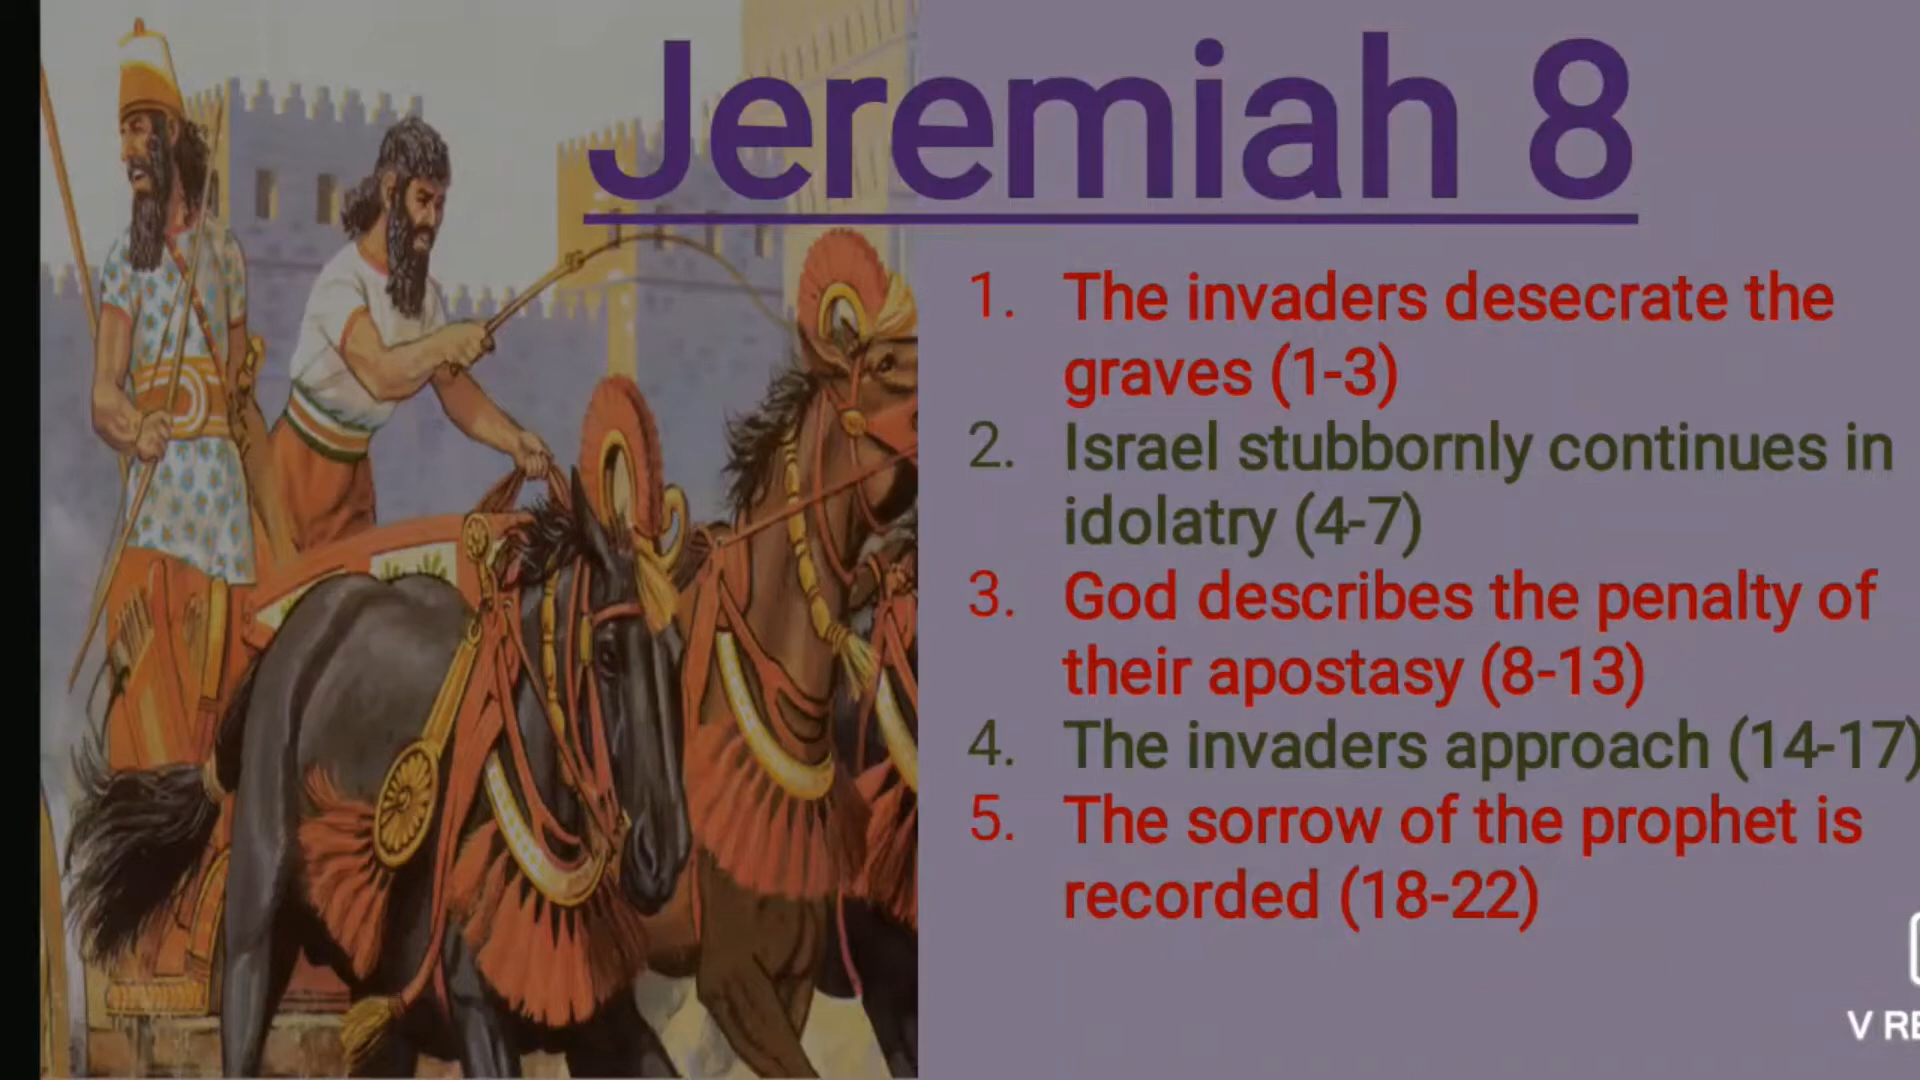 Jeremiah 8
1. The invaders desecrate the
graves (1-3)
2. Israel stubbornly continues in
idolatry (4-7)
3. God describes the penalty of
their apostasy (8-13)
4. The invaders approach (14-17)
5. The sorrow of the prophet is
recorded (18-22)
V RE